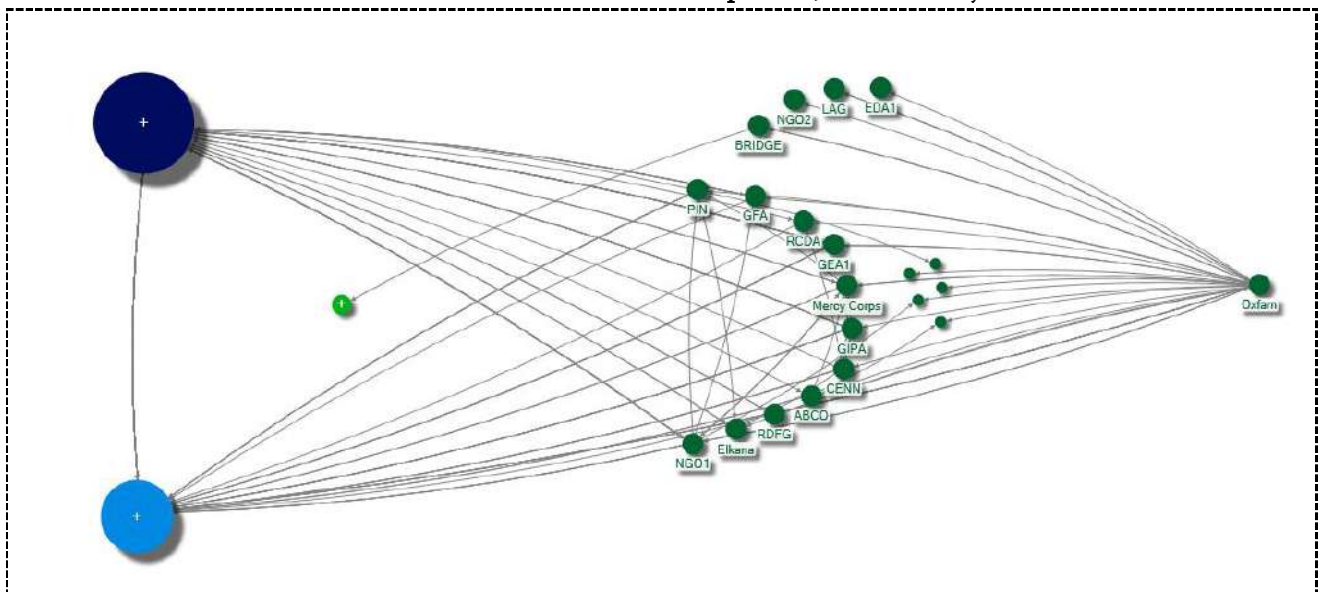 +
LAG
EDA1
NGO2
BRIDGE
PIN
GFA
RCDA
GEA1
Mercy Corps
Oxfam
+
GIPA
CENN
ABCO
RDFG
Elkana
NGO1
+